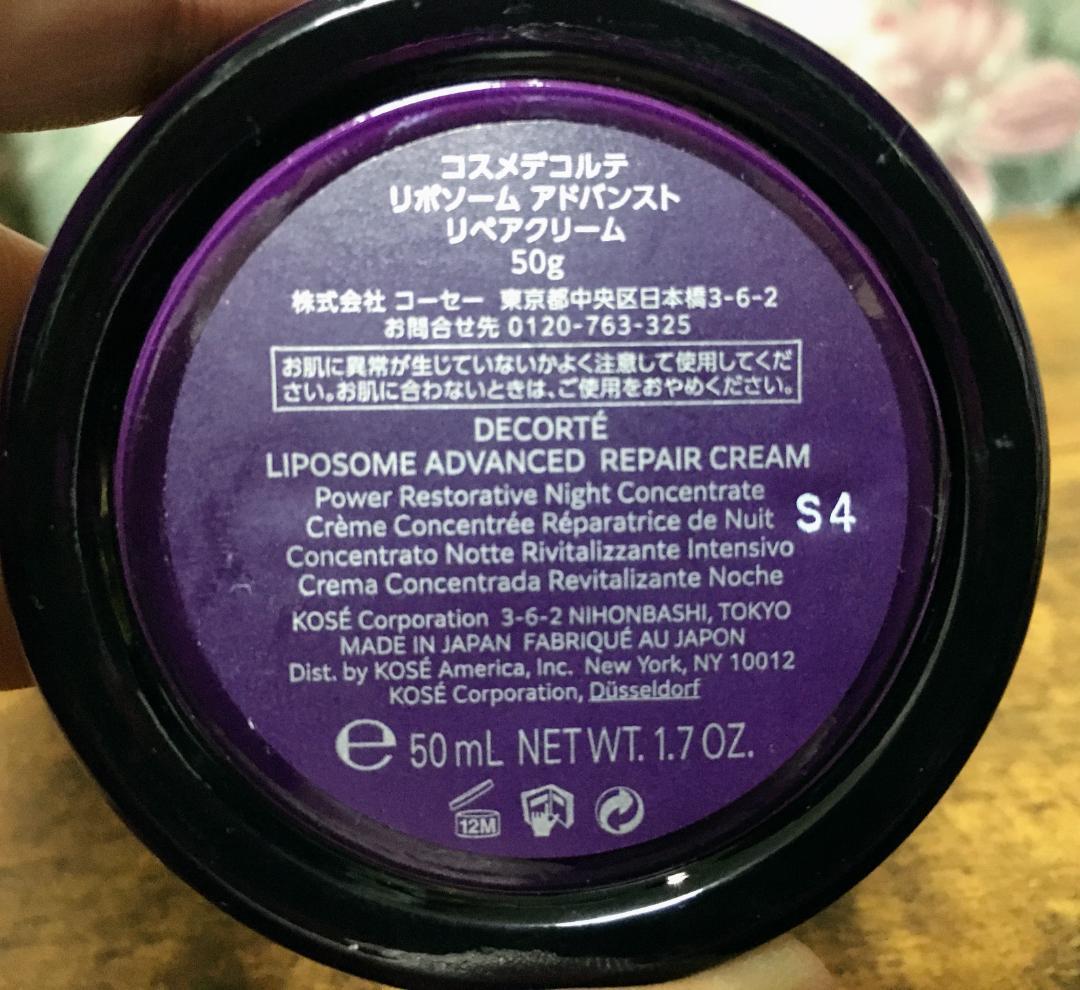 コスメデコルテ
リポソーム アドバンスト
リペアクリーム
50g
株式会社 コーセー 東京都中央区日本橋3-6-2
お問合せ先 0120-763-325
お肌に異常が生じていないかよく注意して使用してくだ
さい。お肌に合わないときは、ご使用をおやめください。
DECORTÉ
LIPOSOME ADVANCED REPAIR CREAM
Power Restorative Night Concentrate
Crème Concentrée Réparatrice de Nuit
S4
Concentrato Notte Rivitalizzante Intensivo
Crema Concentrada Revitalizante Noche
KOSÉ Corporation 3-6-2 NIHONBASHI, TOKYO
MADE IN JAPAN FABRIQUÉ AU JAPON
Dist. by KOSÉ America, Inc. New York, NY 10012
KOSÉ Corporation, Düsseldorf
℮ 50 mL NET WT. 1.7 OZ.
12M